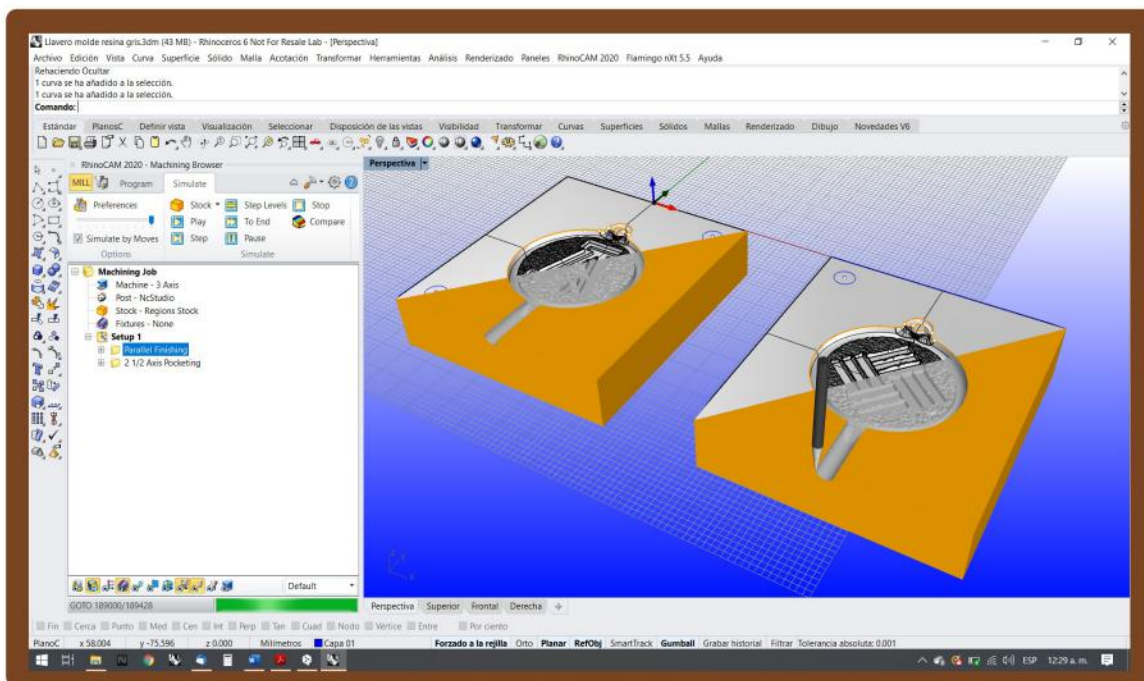 Llavero molde resina gris.3dm (43 MB) - Rhinoceros 6 Not For Resale Lab - [Perspectiva]
Archivo Edición Vista Curva Superficie Sólido Malla Acotación Transformar Herramientas Análisis Renderizado Paneles RhinoCAM 2020 Flamingo nXt 5.5 Ayuda
Rehaciendo Ocultar
1 curva se ha añadido a la selección.
1 curva se ha añadido a la selección.
Comando:
Estándar PlanosC Definir vista Visualización Seleccionar Disposición de las vistas Visibilidad Transformar Curvas Superficies Sólidos Mallas Renderizado Dibujo Novedades V6
RhinoCAM 2020 - Machining Browser
Perspectiva
MILL Program Simulate
Preferences Stock Step Levels Stop
Play To End Compare
Simulate by Moves Step Pause
Options Simulate
Machining Job
Machine - 3 Axis
Post - NcStudio
Stock - Regions Stock
Fixtures - None
Setup 1
Parallel Finishing
2 1/2 Axis Pocketing
z y x
Default
GOTO 189000/189428
Perspectiva Superior Frontal Derecha
Fin Cerca Punto Med Cen Int Perp Tan Cuad Nodo Vértice Entre Por ciento
PlanoC x 58.004 y -75.596 z 0.000 Milímetros Capa 01 Forzado a la rejilla Orto Planar RefObj SmartTrack Gumball Grabar historial Filtrar Tolerancia absoluta: 0.001
ESP 12:29 a. m.